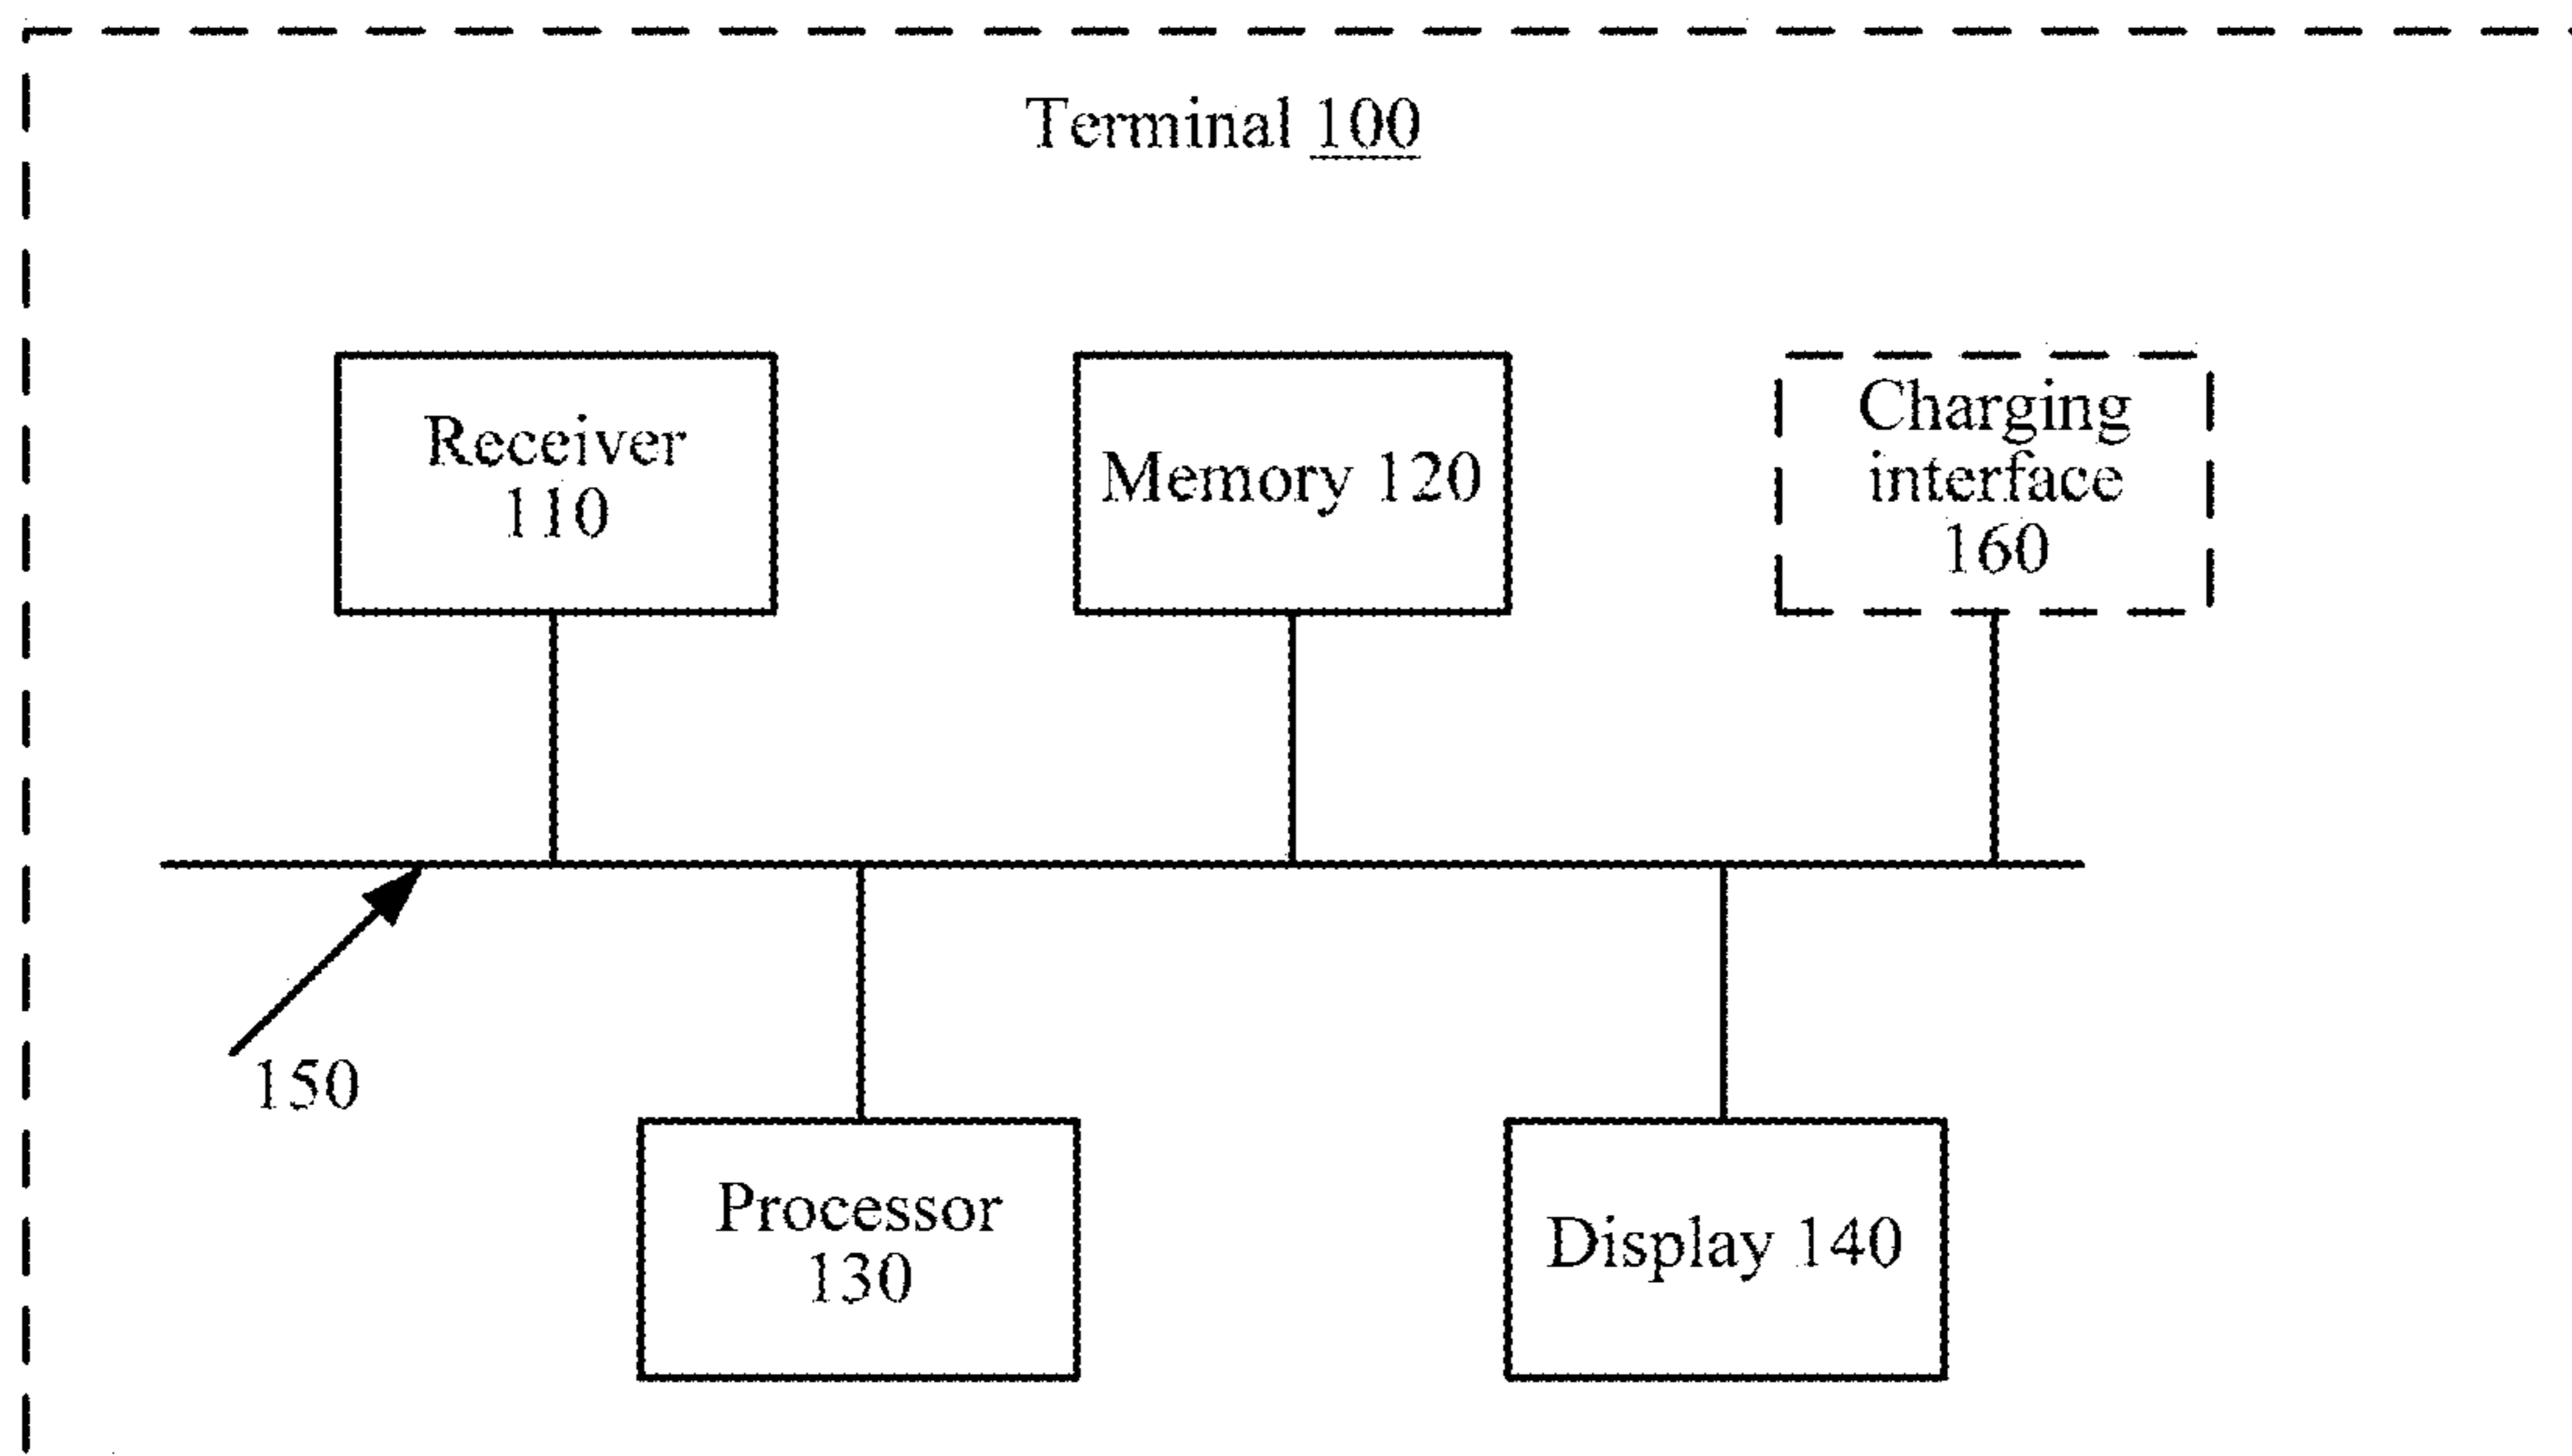 Terminal 100
Receiver
110
Memory 120
Charging
interface
160
150
Processor
130
Display 140